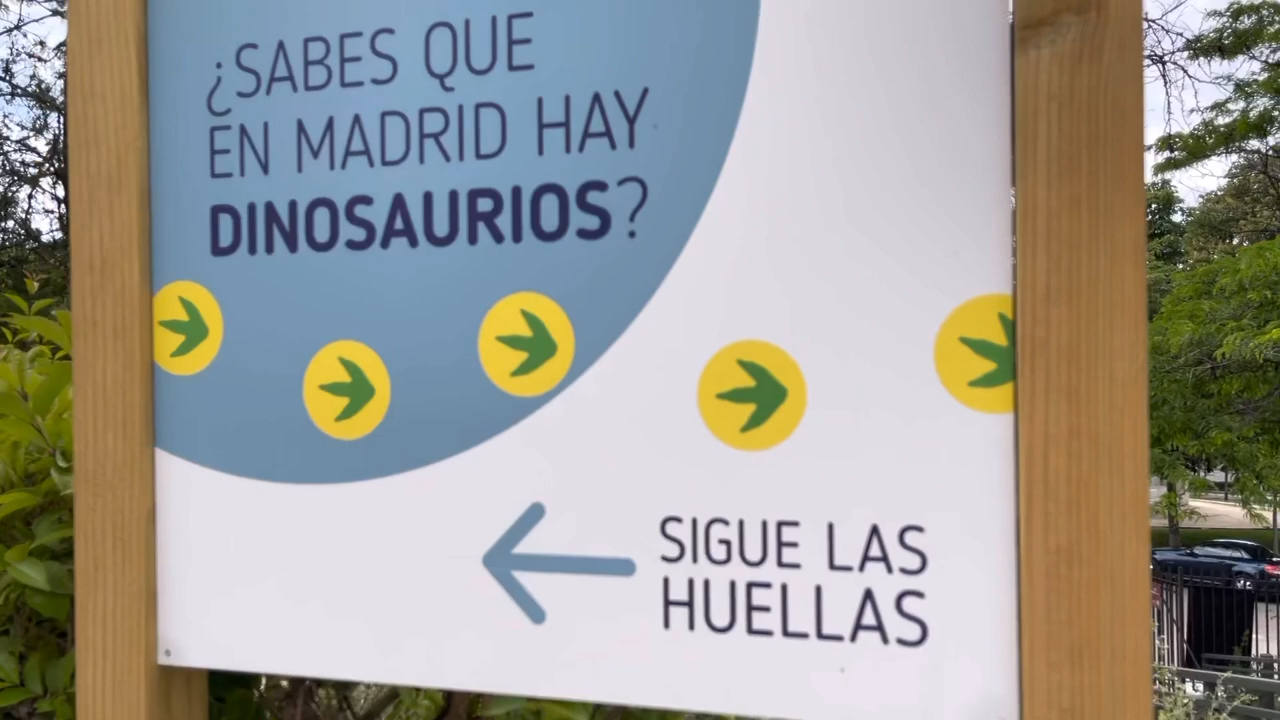 ¿SABES QUE
EN MADRID HAY
DINOSAURIOS?
SIGUE LAS
HUELLAS